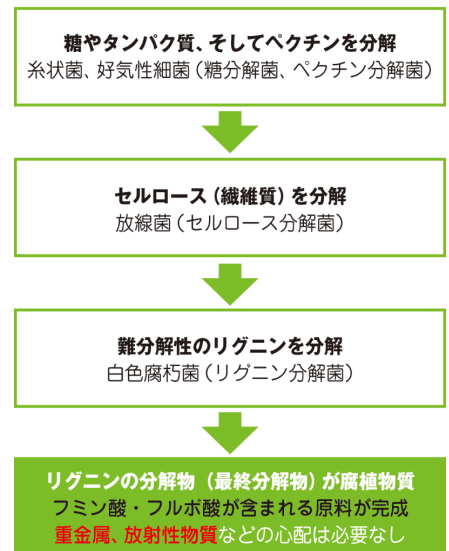 糖やタンパク質、そしてペクチンを分解
糸状菌、好気性細菌（糖分解菌、ペクチン分解菌）
セルロース（繊維質）を分解
放線菌（セルロース分解菌）
難分解性のリグニンを分解
白色腐朽菌（リグニン分解菌）
リグニンの分解物（最終分解物）が腐植物質
フミン酸・フルボ酸が含まれる原料が完成
重金属、放射性物質などの心配は必要なし